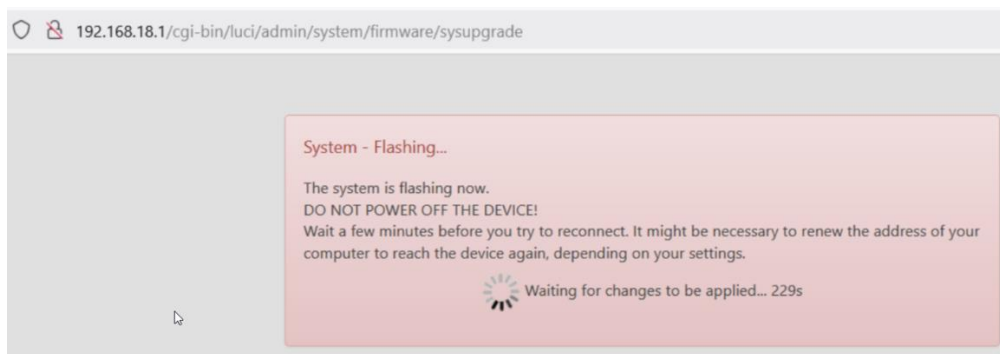 192.168.18.1/cgi-bin/luci/admin/system/firmware/sysupgrade
System - Flashing...
The system is flashing now.
DO NOT POWER OFF THE DEVICE!
Wait a few minutes before you try to reconnect. It might be necessary to renew the address of your
computer to reach the device again, depending on your settings.
Waiting for changes to be applied... 229s